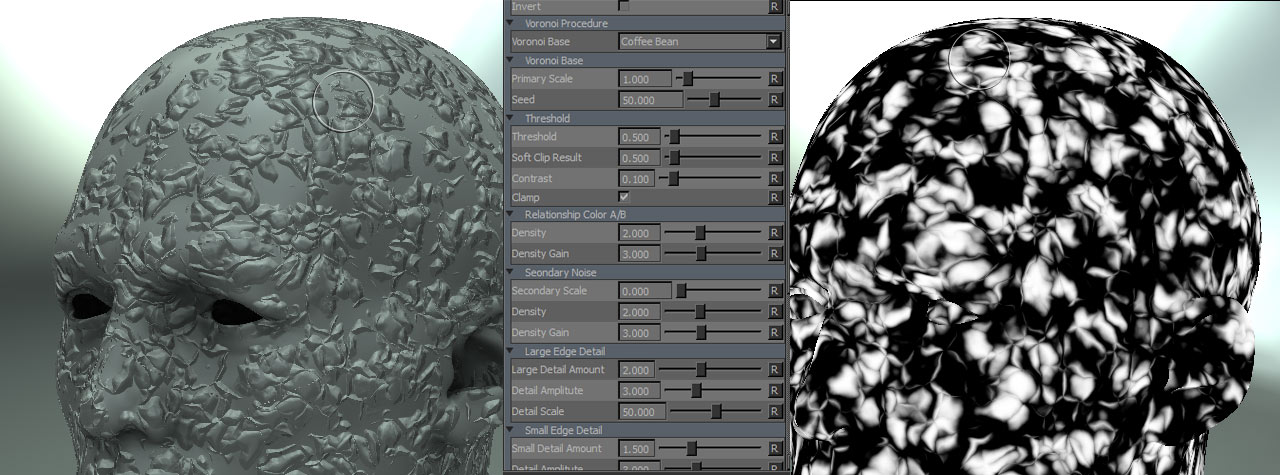 Invert R
Voronoi Procedure
Voronoi Base Coffee Bean
Voronoi Base
Primary Scale 1.000 R
Seed 50.000 R
Threshold
Threshold 0.500 R
Soft Clip Result 0.500 R
Contrast 0.100 R
Clamp R
Relationship Color A/B
Density 2.000 R
Density Gain 3.000 R
Seondary Noise
Secondary Scale 0.000 R
Density 2.000 R
Density Gain 3.000 R
Large Edge Detail
Large Detail Amount 2.000 R
Detail Amplitute 3.000 R
Detail Scale 50.000 R
Small Edge Detail
Small Detail Amount 1.500 R
Detail Amplitute R